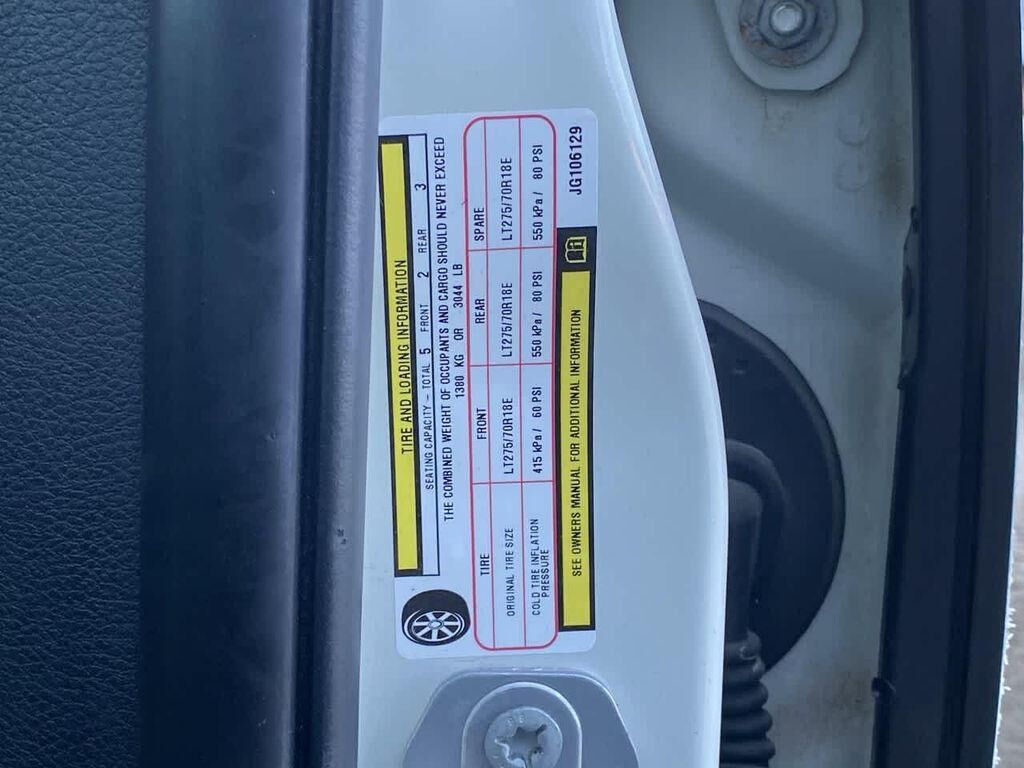 TIRE AND LOADING INFORMATION
SEATING CAPACITY – TOTAL 5 FRONT 2 REAR 3
THE COMBINED WEIGHT OF OCCUPANTS AND CARGO SHOULD NEVER EXCEED
1380 KG OR 3044 LB
TIRE FRONT REAR SPARE
ORIGINAL TIRE SIZE LT275/70R18E LT275/70R18E LT275/70R18E
COLD TIRE INFLATION PRESSURE 415 kPa / 60 PSI 550 kPa / 80 PSI 550 kPa / 80 PSI
SEE OWNERS MANUAL FOR ADDITIONAL INFORMATION
JG106129